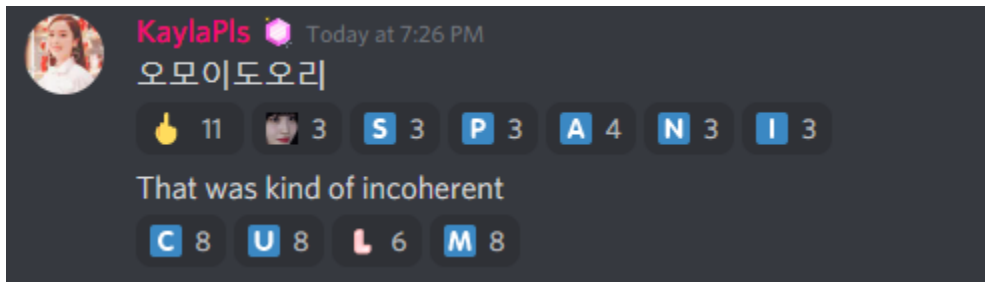 KaylaPls Today at 7:26 PM
오모이도오리
11 3 S 3 P 3 A 4 N 3 I 3
That was kind of incoherent
C 8 U 8 L 6 M 8